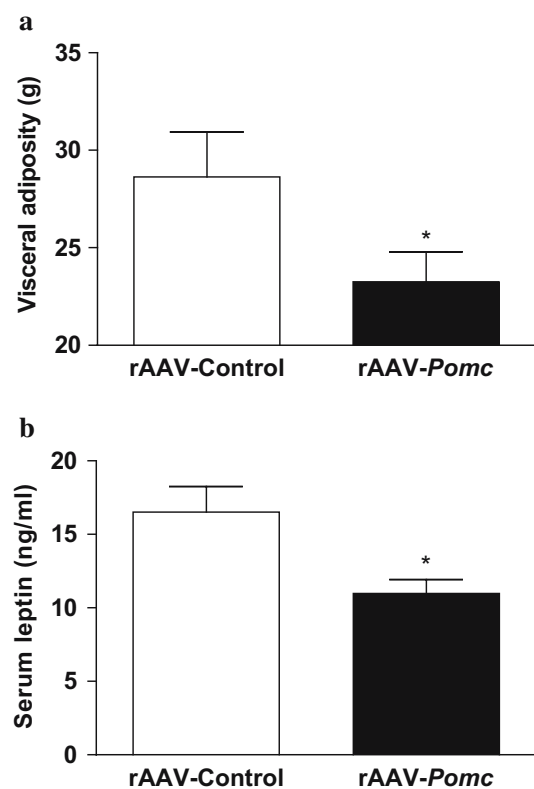 a
Visceral adiposity (g)
35
30
25
20
*
rAAV-Control rAAV-Pomc
b
Serum leptin (ng/ml)
20
15
10
5
0
*
rAAV-Control rAAV-Pomc